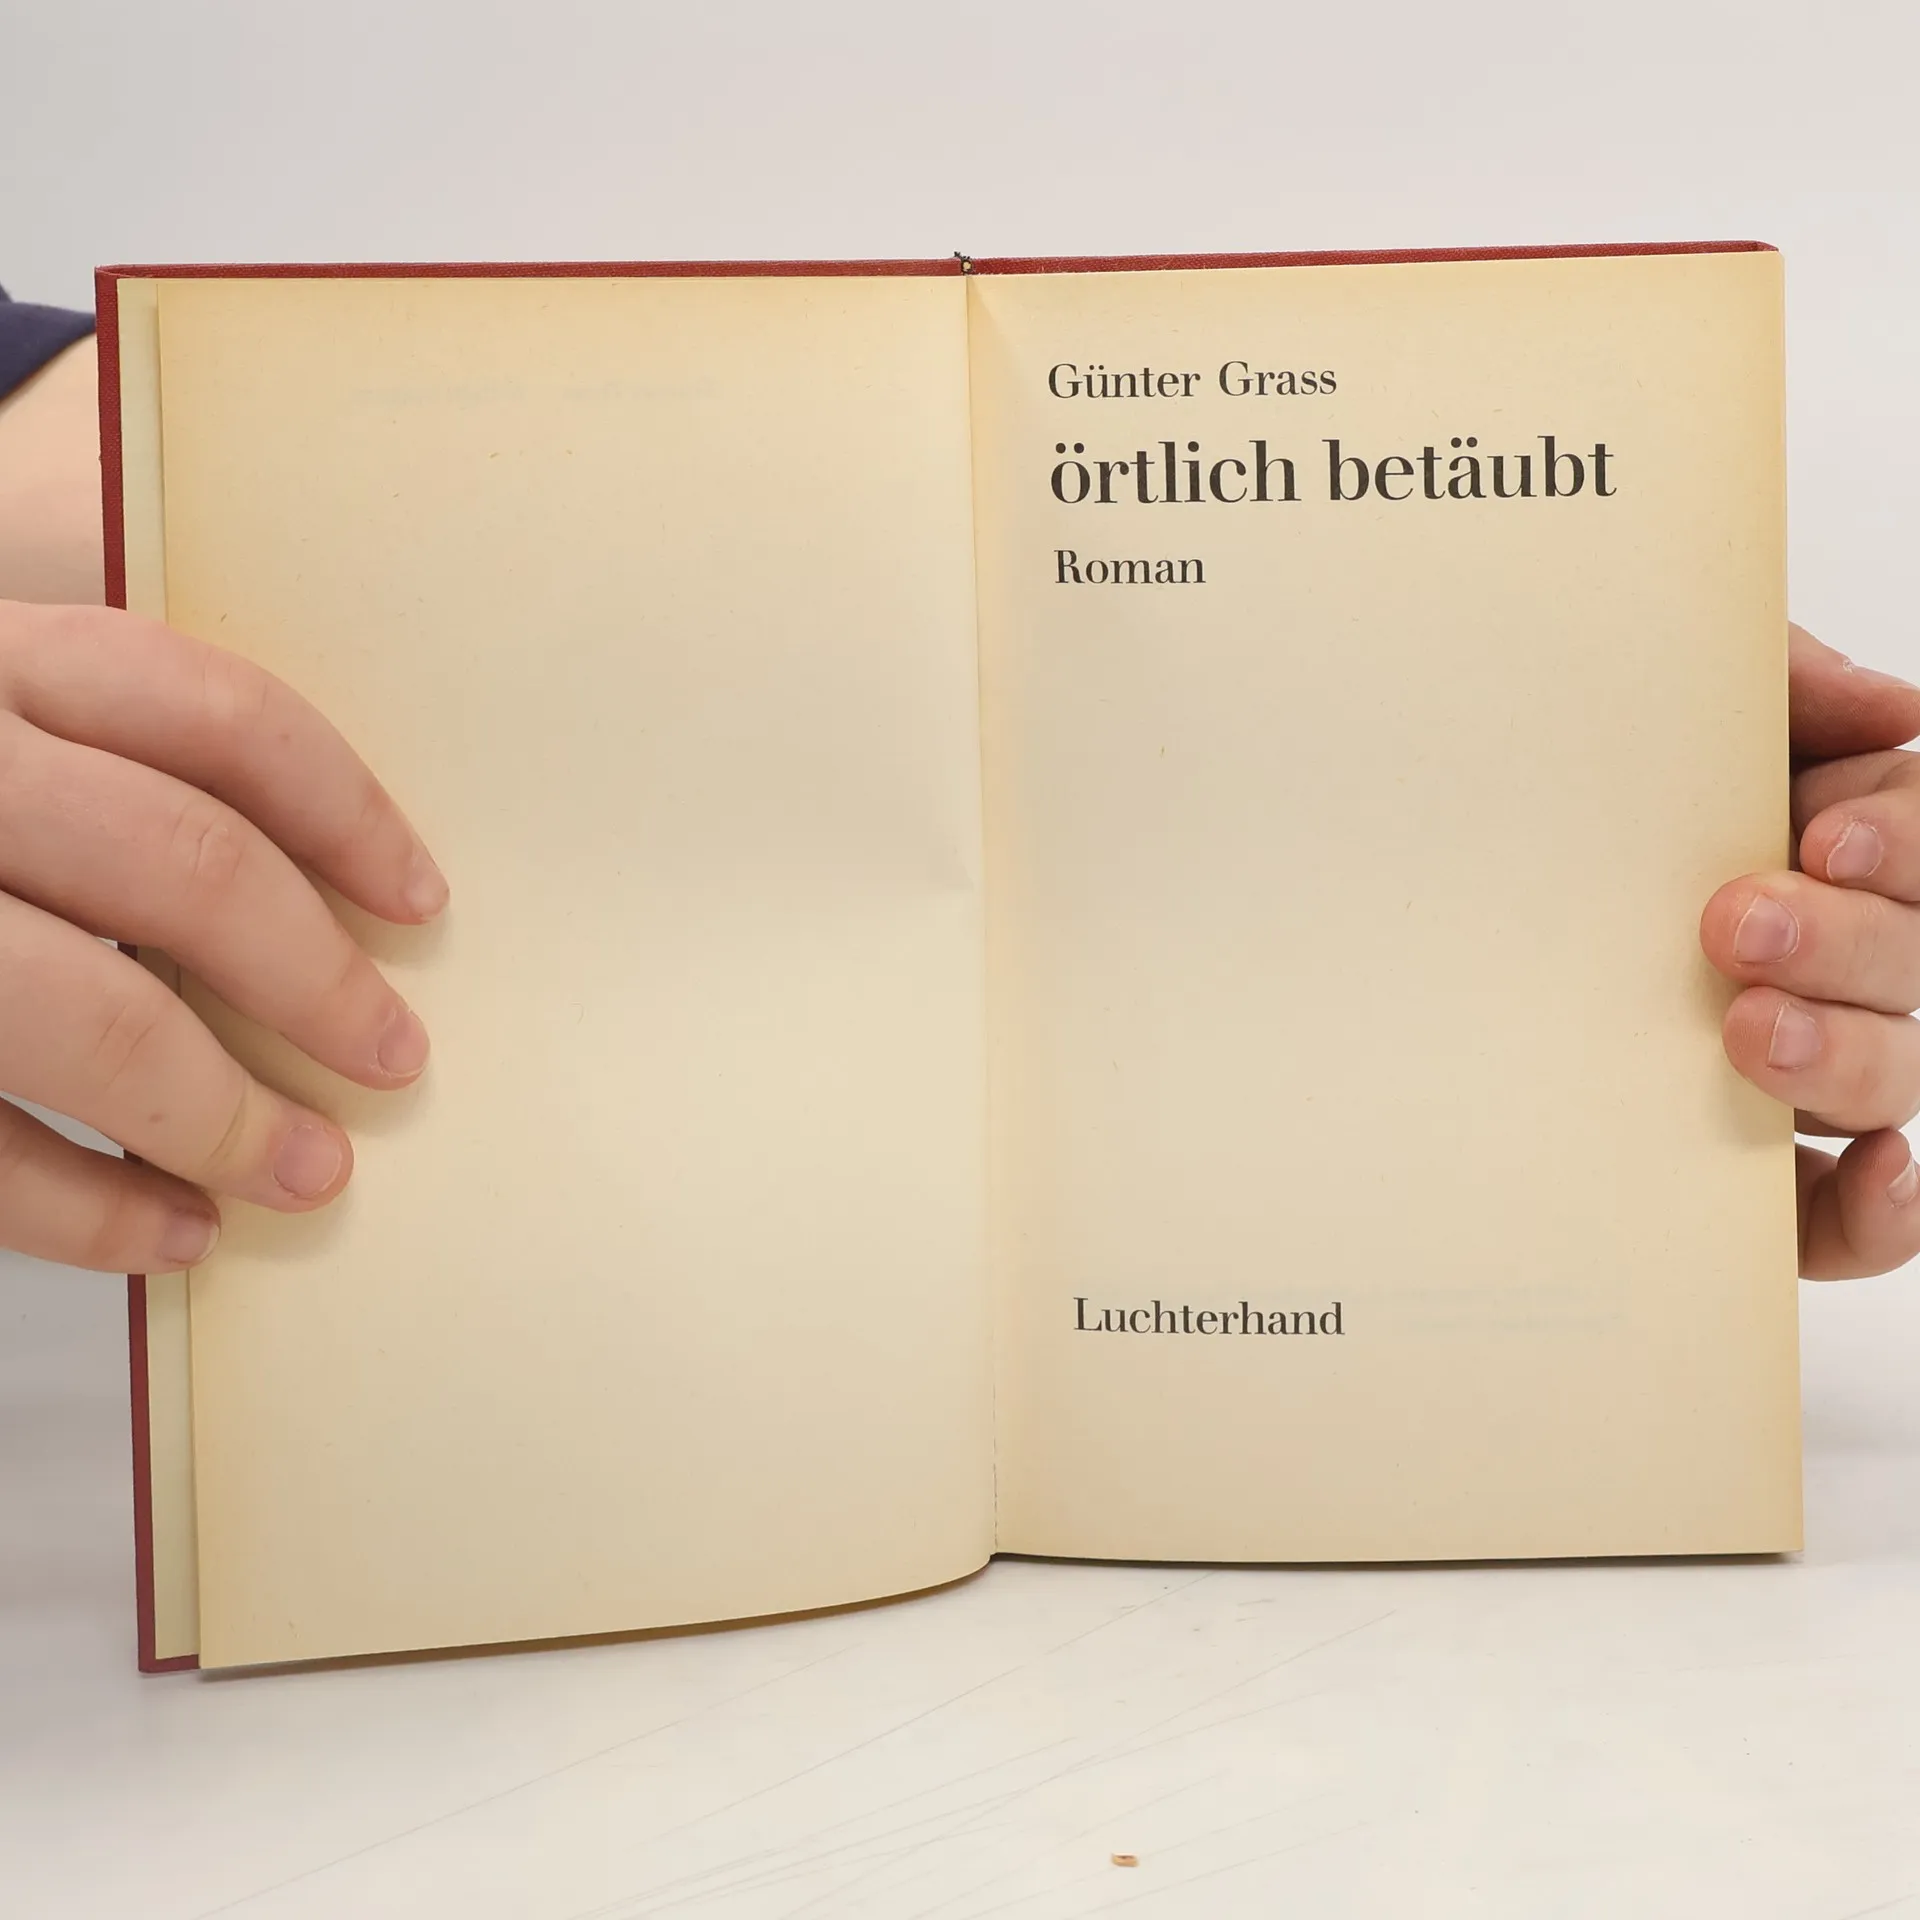 Günter Grass
örtlich betäubt
Roman
Luchterhand